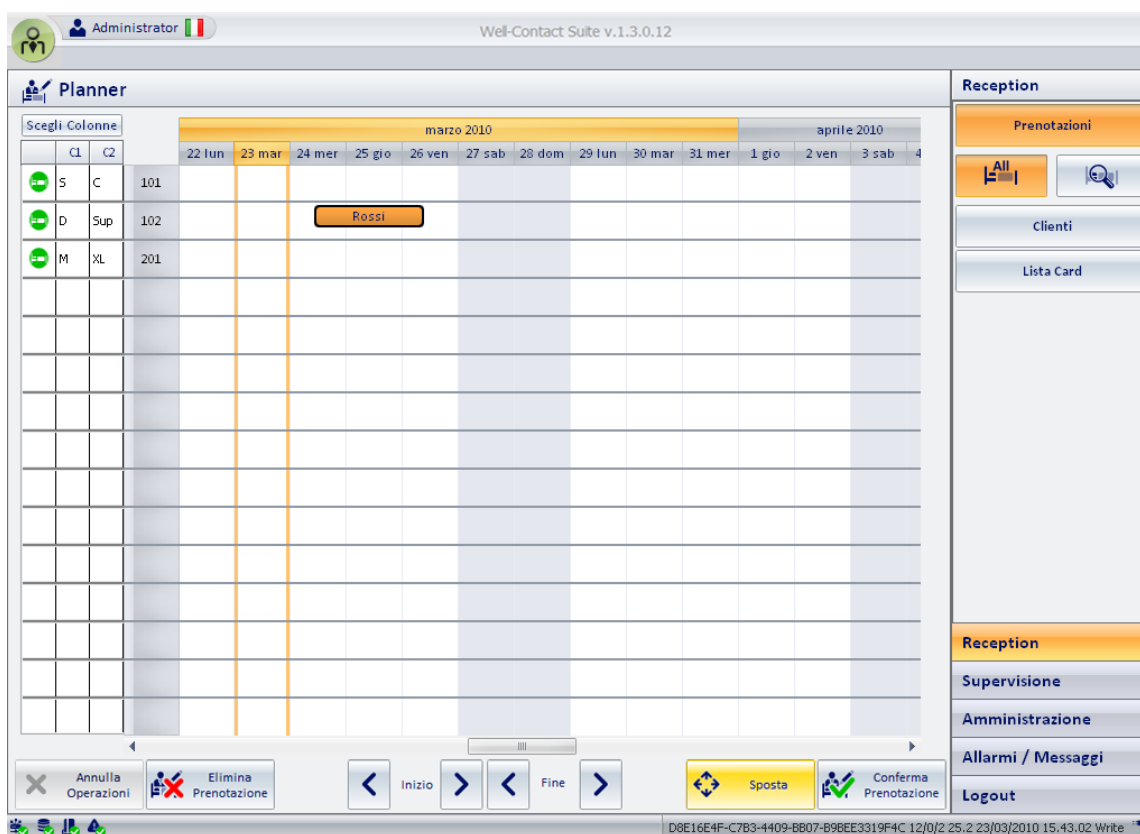 Administrator
Well-Contact Suite v.1.3.0.12
Planner
Reception
Scegli Colonne
marzo 2010
aprile 2010
Prenotazioni
C1 C2
22 lun 23 mar 24 mer 25 gio 26 ven 27 sab 28 dom 29 lun 30 mar 31 mer 1 gio 2 ven 3 sab 4
All
S C 101
D Sup 102
Rossi
Clienti
M XL 201
Lista Card
Reception
Supervisione
Amministrazione
Allarmi / Messaggi
Logout
Annulla
Operazioni
Elimina
Prenotazione
Inizio
Fine
Sposta
Conferma
Prenotazione
D8E16E4F-C7B3-4409-BB07-B9BEE3319F4C 12/0/2 25.2 23/03/2010 15.43.02 Write